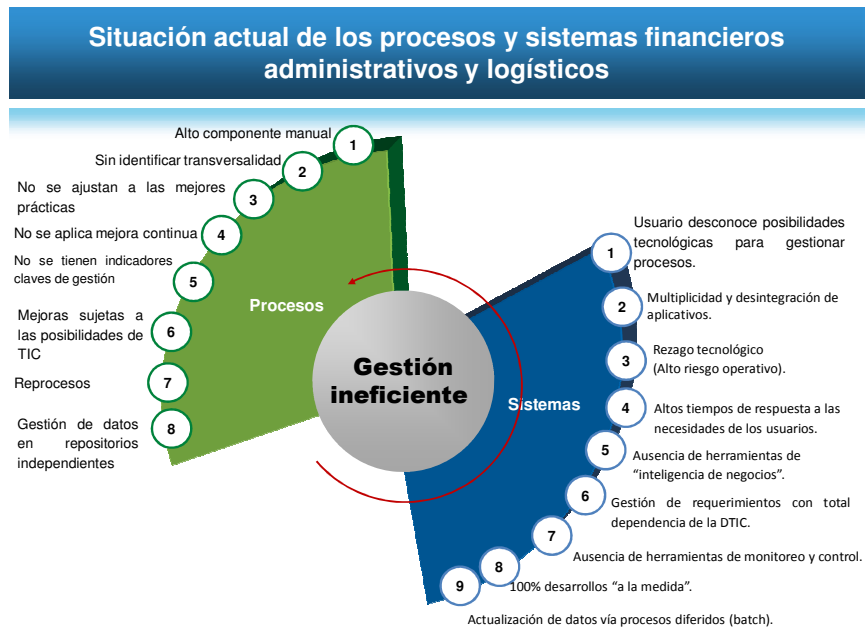 Situación actual de los procesos y sistemas financieros
administrativos y logísticos
Alto componente manual
1
Sin identificar transversalidad
2
No se ajustan a las mejores
prácticas
3
No se aplica mejora continua
4
No se tienen indicadores
claves de gestión
5
Mejoras sujetas a
las posibilidades de
TIC
6
Reprocesos
7
Gestión de datos
en repositorios
independientes
8
Procesos
Gestión
ineficiente
Sistemas
1
Usuario desconoce posibilidades
tecnológicas para gestionar
procesos.
2
Multiplicidad y desintegración de
aplicativos.
3
Rezago tecnológico
(Alto riesgo operativo).
4
Altos tiempos de respuesta a las
necesidades de los usuarios.
5
Ausencia de herramientas de
“inteligencia de negocios”.
6
Gestión de requerimientos con total
dependencia de la DTIC.
7
Ausencia de herramientas de monitoreo y control.
8
100% desarrollos “a la medida”.
9
Actualización de datos vía procesos diferidos (batch).